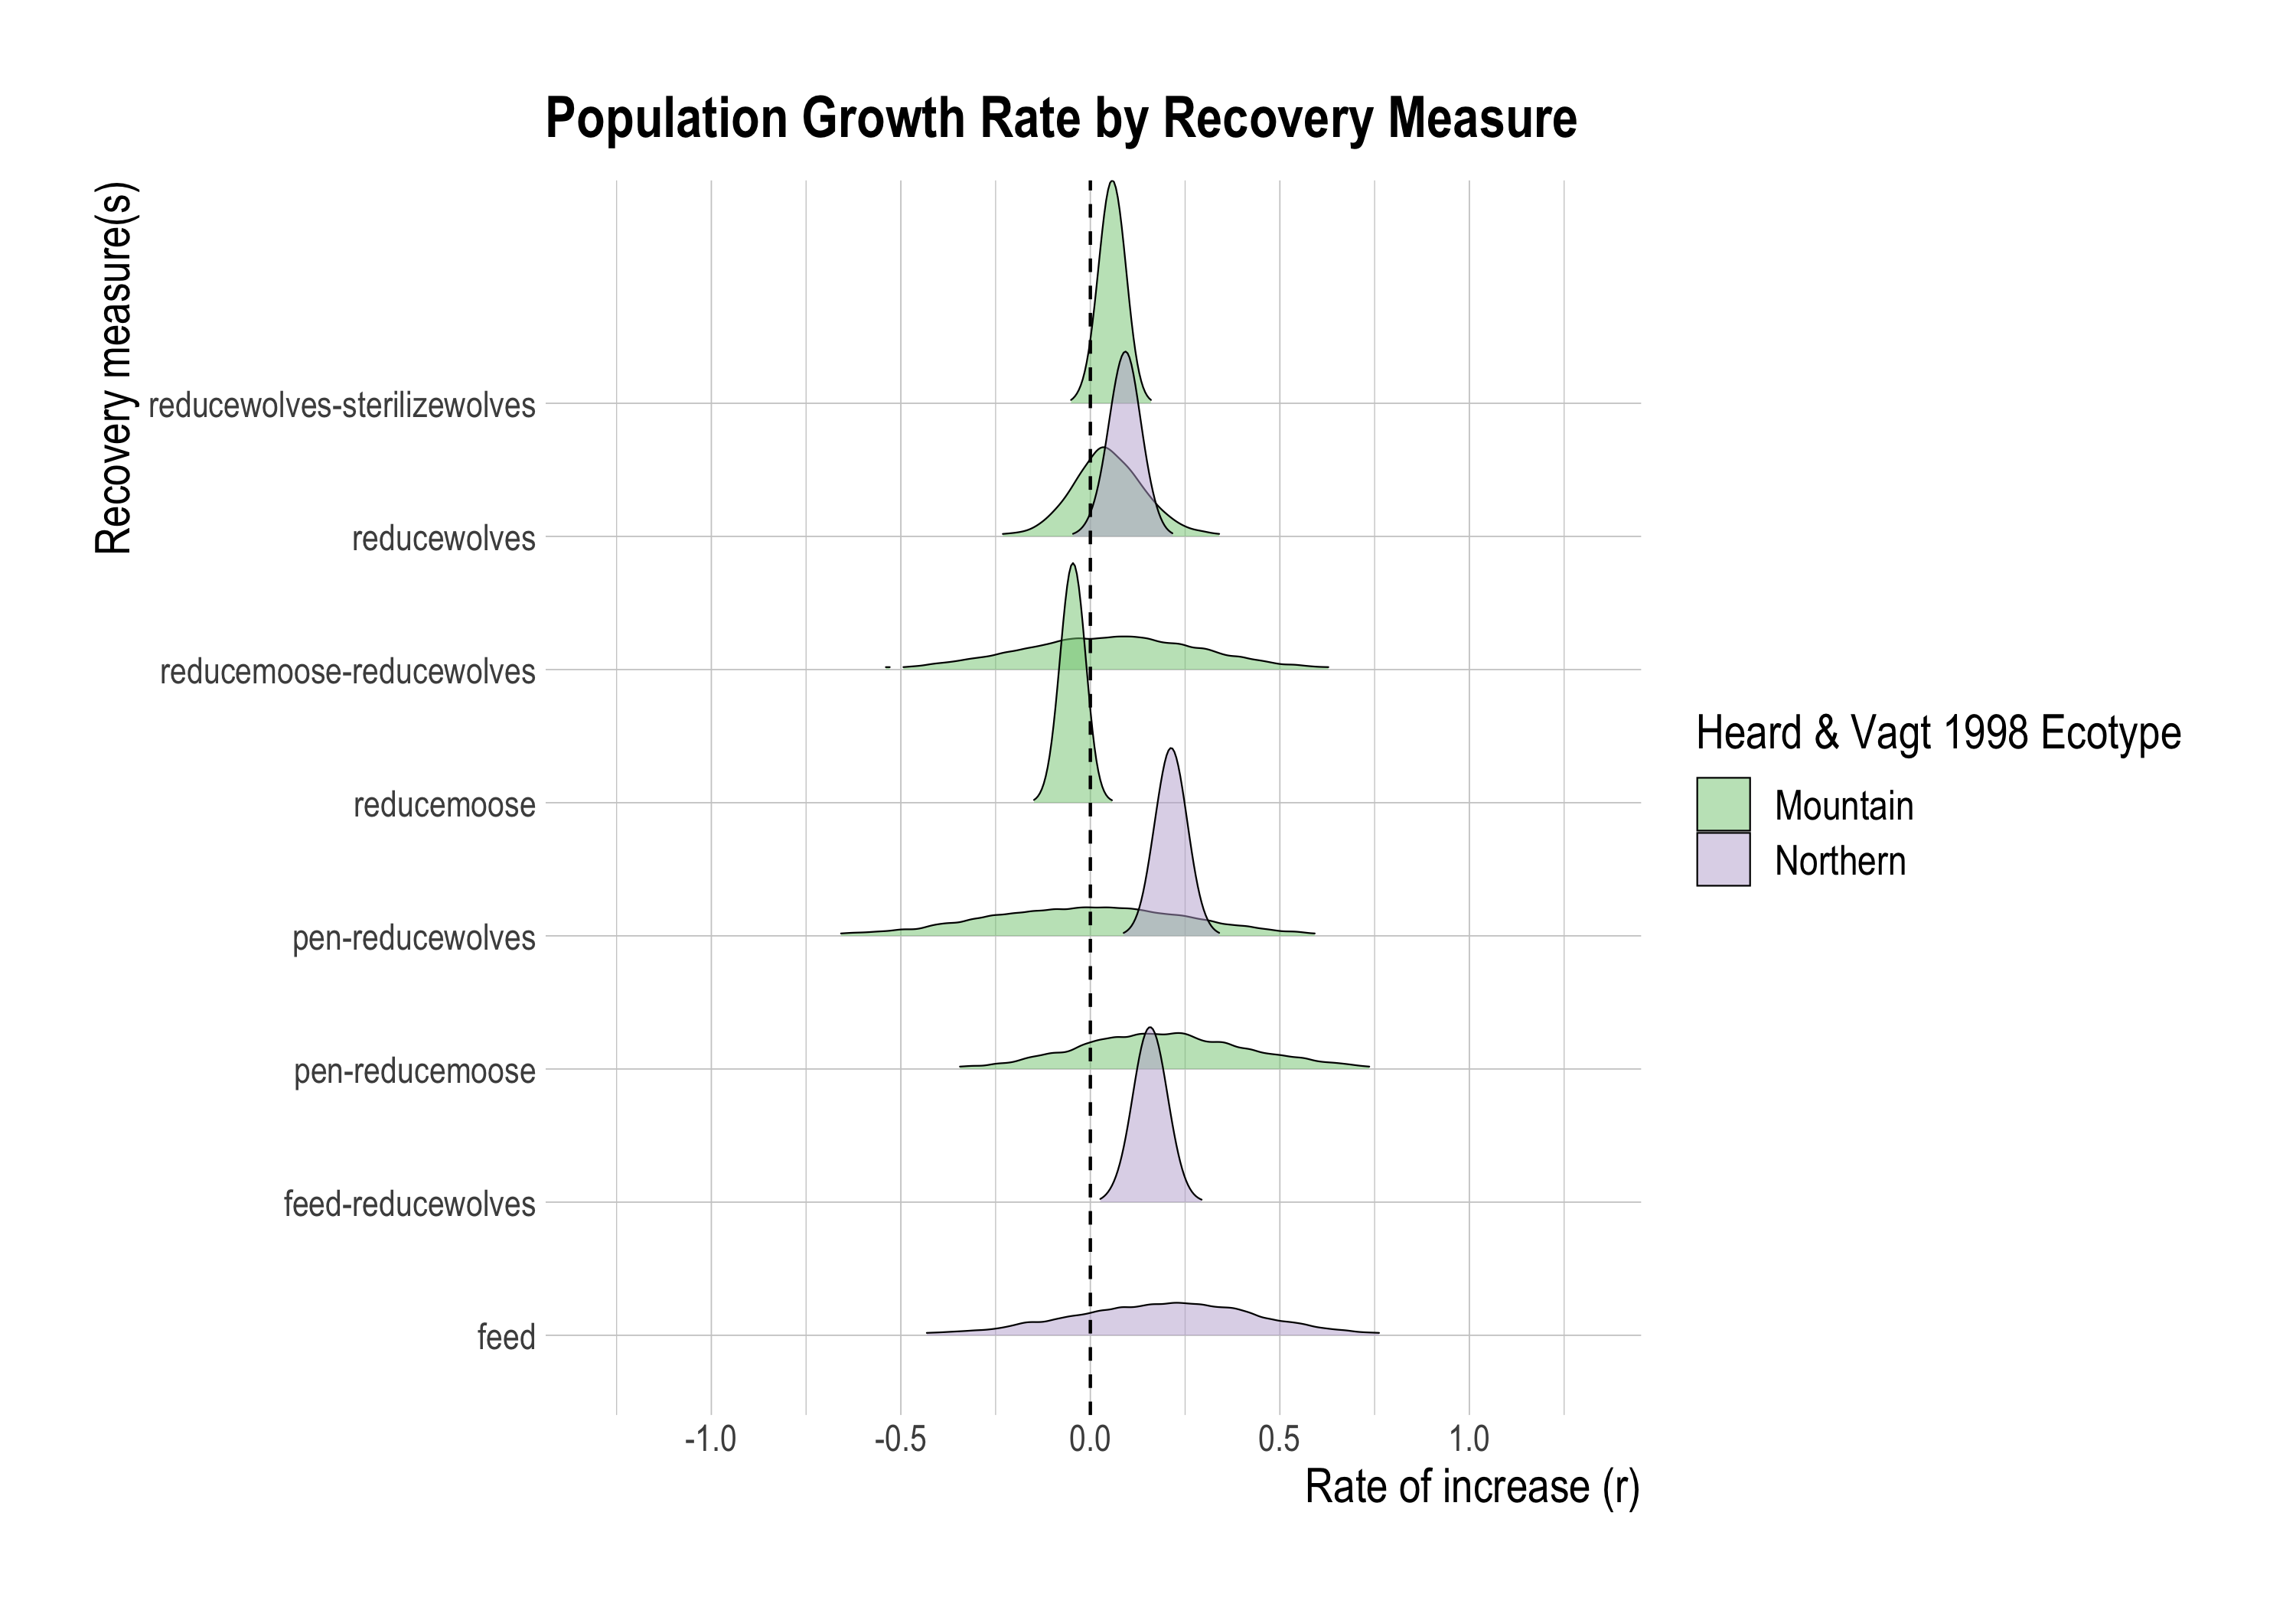 Population Growth Rate by Recovery Measure
Recovery measure(s)
reducewolves-sterilizewolves
reducewolves
reducemoose-reducewolves
reducemoose
pen-reducewolves
pen-reducemoose
feed-reducewolves
feed
-1.0 -0.5 0.0 0.5 1.0
Rate of increase (r)
Heard & Vagt 1998 Ecotype
Mountain
Northern